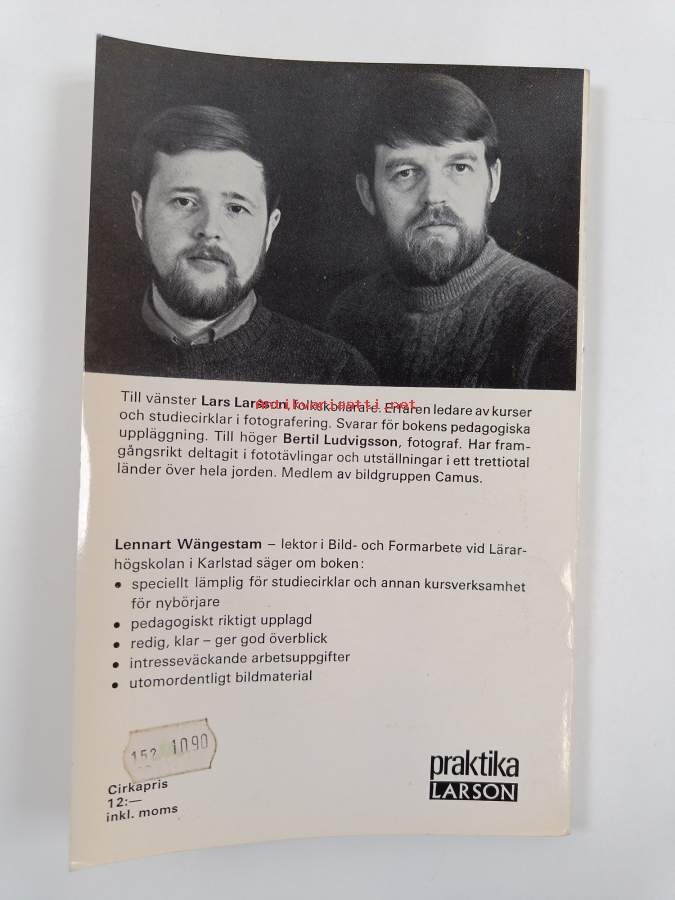 Till vänster Lars Larsson, folkskollärare. Erfaren ledare av kurser
och studiecirklar i fotografering. Svarar för bokens pedagogiska
uppläggning. Till höger Bertil Ludvigsson, fotograf. Har fram-
gångsrikt deltagit i fototävlingar och utställningar i ett trettiotal
länder över hela jorden. Medlem av bildgruppen Camus.
Lennart Wängestam – lektor i Bild- och Formarbete vid Lärar-
högskolan i Karlstad säger om boken:
• speciellt lämplig för studiecirklar och annan kursverksamhet
för nybörjare
• pedagogiskt riktigt upplagd
• redig, klar – ger god överblick
• intresseväckande arbetsuppgifter
• utomordentligt bildmaterial
152 10 90
Cirkapris
12:—
inkl. moms
praktika
LARSON